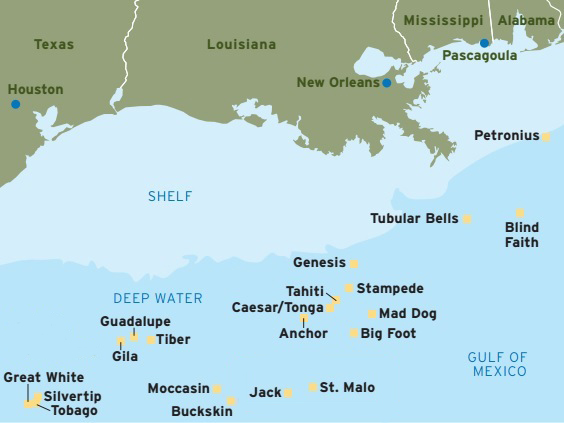 Mississippi
Alabama
Texas
Louisiana
Pascagoula
New Orleans
Houston
Petronius
SHELF
Tubular Bells
Blind
Faith
Genesis
Tahiti
Stampede
DEEP WATER
Caesar/Tonga
Mad Dog
Guadalupe
Anchor
Big Foot
Tiber
Gila
GULF OF
MEXICO
Great White
Moccasin
Jack
St. Malo
Silvertip
Tobago
Buckskin